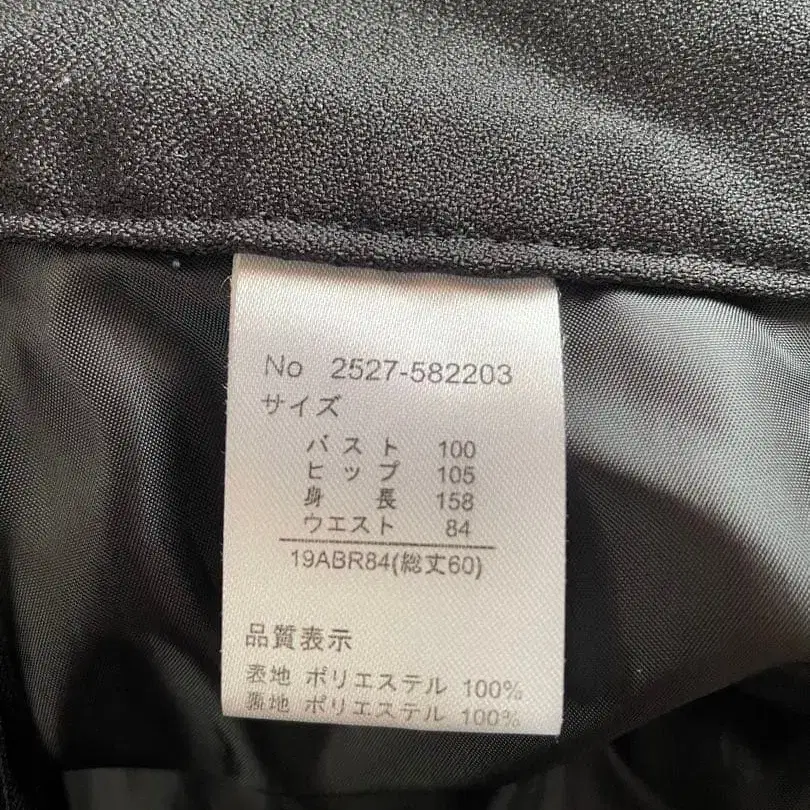 No 2527-582203
サイズ
バスト 100
ヒップ 105
身長 158
ウエスト 84
19ABR84(総丈60)
品質表示
表地 ポリエステル 100%
裏地 ポリエステル 100%